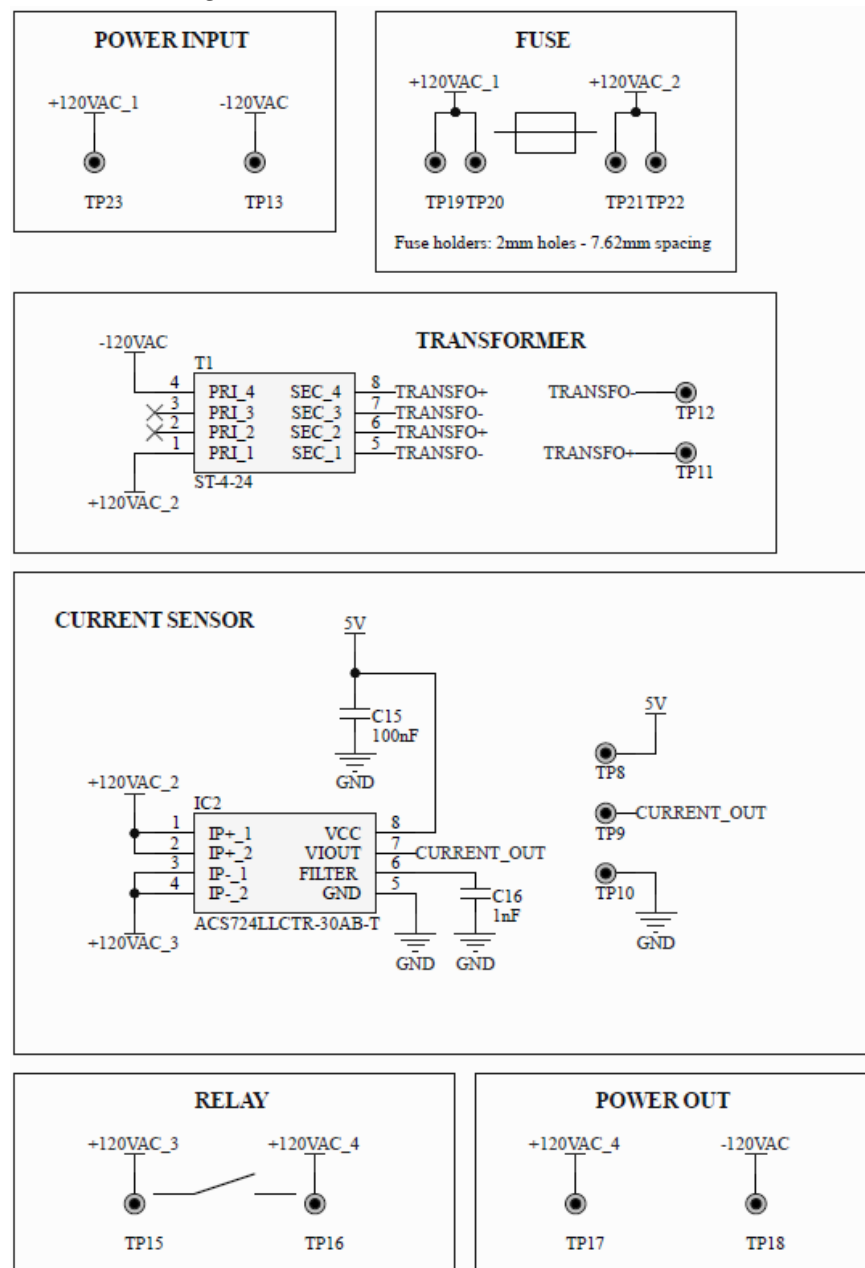 POWER INPUT
+120VAC_1
-120VAC
TP23
TP13
FUSE
+120VAC_1
+120VAC_2
TP19TP20
TP21TP22
Fuse holders: 2mm holes - 7.62mm spacing
TRANSFORMER
-120VAC
T1
4 PRI_4 SEC_4 8 TRANSFO+
3 PRI_3 SEC_3 7 TRANSFO-
2 PRI_2 SEC_2 6 TRANSFO+
1 PRI_1 SEC_1 5 TRANSFO-
ST-4-24
+120VAC_2
TRANSFO-
TP12
TRANSFO+
TP11
CURRENT SENSOR
5V
C15
100nF
GND
+120VAC_2
IC2
1 IP+_1 VCC 8
2 IP+_2 VIOUT 7 CURRENT_OUT
3 IP-_1 FILTER 6
4 IP-_2 GND 5
ACS724LLCTR-30AB-T
+120VAC_3
C16
1nF
GND
GND
5V
TP8
CURRENT_OUT
TP9
TP10
GND
RELAY
+120VAC_3
+120VAC_4
TP15
TP16
POWER OUT
+120VAC_4
-120VAC
TP17
TP18